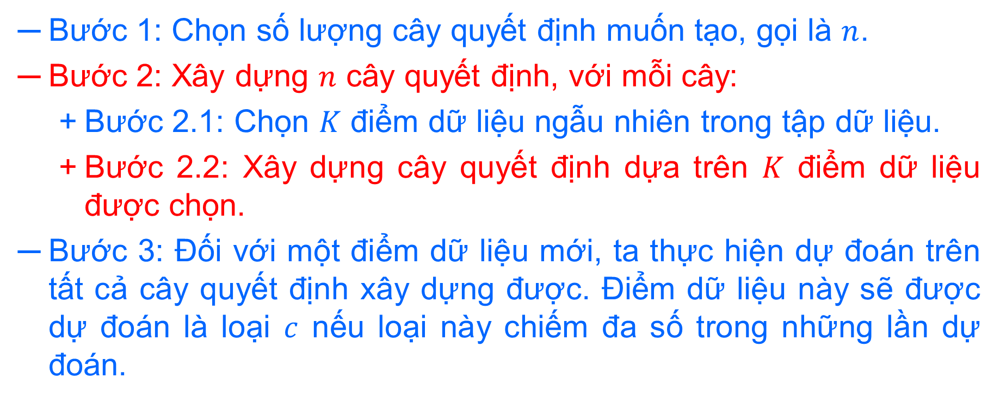 — Bước 1: Chọn số lượng cây quyết định muốn tạo, gọi là n.
— Bước 2: Xây dựng n cây quyết định, với mỗi cây:
+ Bước 2.1: Chọn K điểm dữ liệu ngẫu nhiên trong tập dữ liệu.
+ Bước 2.2: Xây dựng cây quyết định dựa trên K điểm dữ liệu
được chọn.
— Bước 3: Đối với một điểm dữ liệu mới, ta thực hiện dự đoán trên
tất cả cây quyết định xây dựng được. Điểm dữ liệu này sẽ được
dự đoán là loại c nếu loại này chiếm đa số trong những lần dự
đoán.